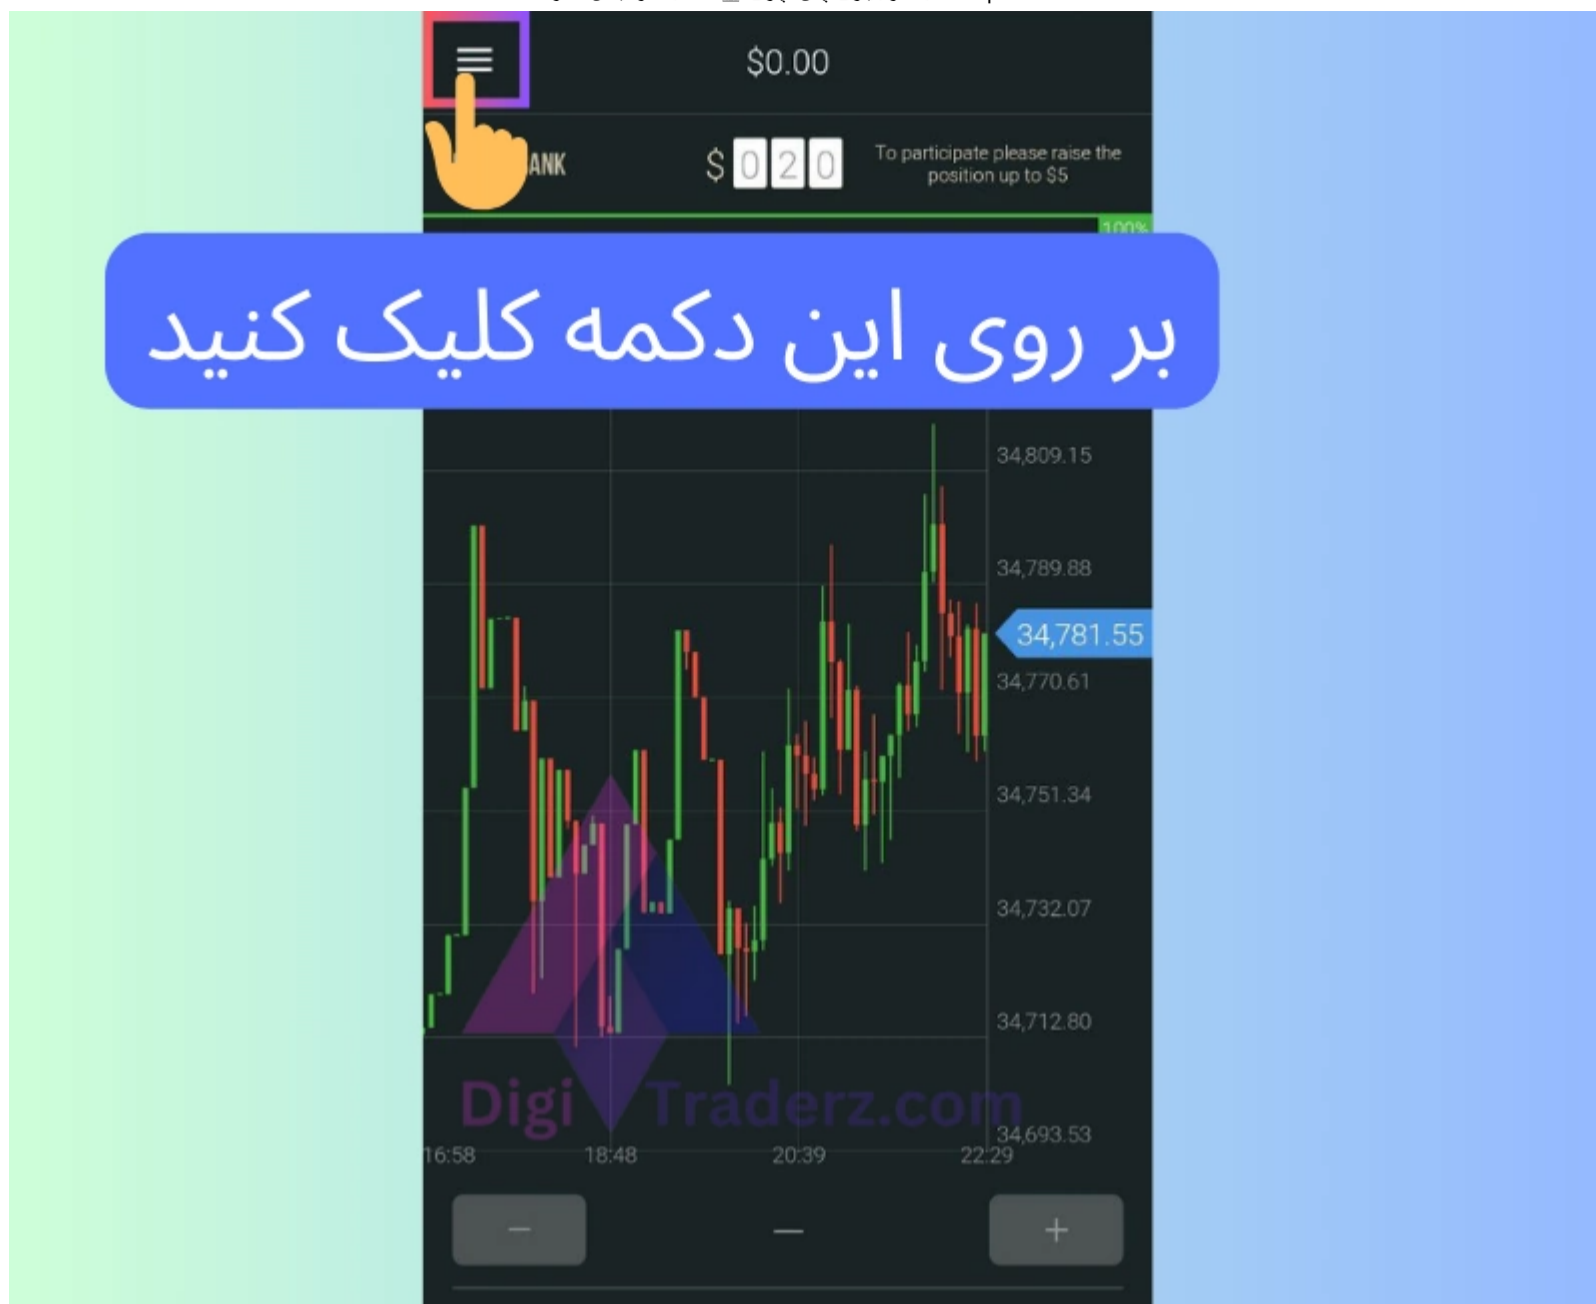 $0.00
ANK
$ 020
To participate please raise the
position up to $5
100%
بر روی این دکمه کلیک کنید
34,809.15
34,789.88
34,781.55
34,770.61
34,751.34
34,732.07
34,712.80
Digi Traderz.com
34,693.53
16:58 18:48 20:39 22:29